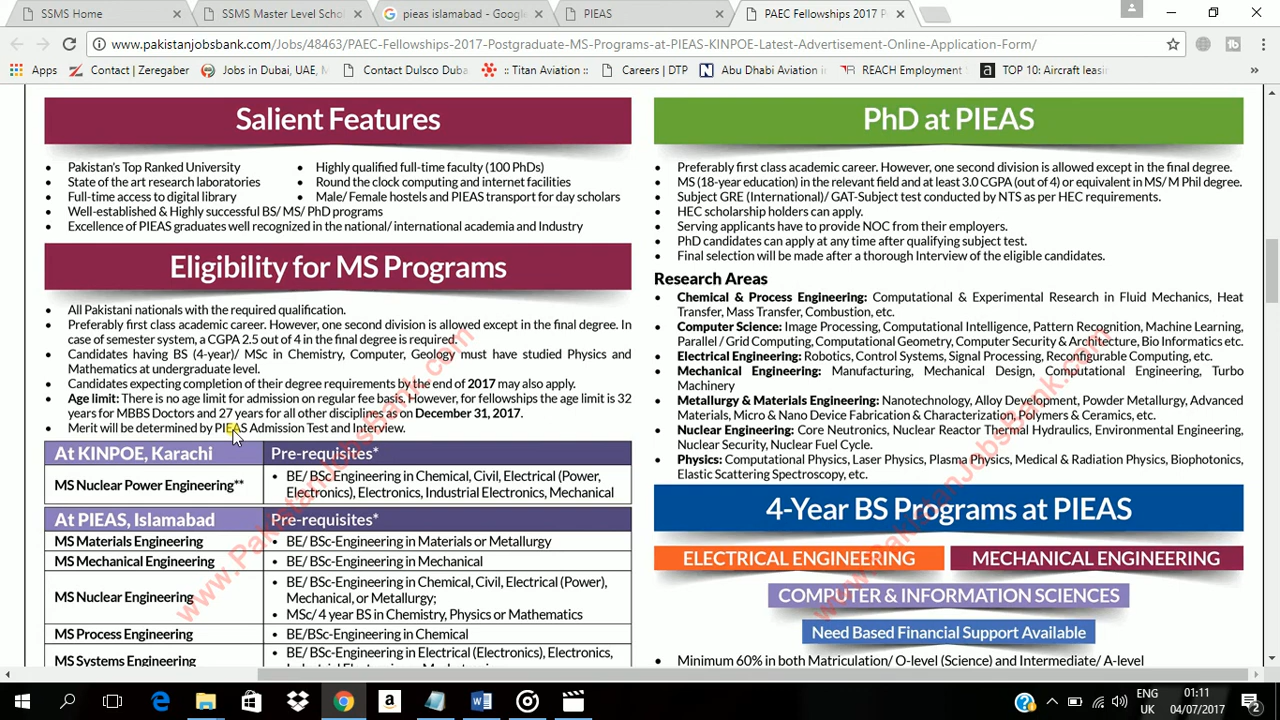 SSMS Home
SSMS Master Level Schol
pieas islamabad - Google
PIEAS
PAEC Fellowships 2017 P
www.pakistanjobsbank.com/Jobs/48463/PAEC-Fellowships-2017-Postgraduate-MS-Programs-at-PIEAS-KINPOE-Latest-Advertisement-Online-Application-Form/
Apps
Contact | Zeregaber
Jobs in Dubai, UAE, M
Contact Dulsco Duba
:: Titan Aviation ::
Careers | DTP
Abu Dhabi Aviation in
REACH Employment
TOP 10: Aircraft leasin
Salient Features
• Pakistan's Top Ranked University
• State of the art research laboratories
• Full-time access to digital library
• Highly qualified full-time faculty (100 PhDs)
• Round the clock computing and internet facilities
• Male/ Female hostels and PIEAS transport for day scholars
• Well-established & Highly successful BS/ MS/ PhD programs
• Excellence of PIEAS graduates well recognized in the national/ international academia and Industry
Eligibility for MS Programs
• All Pakistani nationals with the required qualification.
• Preferably first class academic career. However, one second division is allowed except in the final degree. In
case of semester system, a CGPA 2.5 out of 4 in the final degree is required.
• Candidates having BS (4-year)/ MSc in Chemistry, Computer, Geology must have studied Physics and
Mathematics at undergraduate level.
• Candidates expecting completion of their degree requirements by the end of 2017 may also apply.
• Age limit: There is no age limit for admission on regular fee basis. However, for fellowships the age limit is 32
years for MBBS Doctors and 27 years for all other disciplines as on December 31, 2017.
• Merit will be determined by PIEAS Admission Test and Interview.
At KINPOE, Karachi
Pre-requisites*
MS Nuclear Power Engineering**
• BE/ BSc-Engineering in Chemical, Civil, Electrical (Power,
Electronics), Electronics, Industrial Electronics, Mechanical
At PIEAS, Islamabad
Pre-requisites*
MS Materials Engineering
• BE/ BSc-Engineering in Materials or Metallurgy
MS Mechanical Engineering
• BE/ BSc-Engineering in Mechanical
MS Nuclear Engineering
• BE/ BSc-Engineering in Chemical, Civil, Electrical (Power),
Mechanical, or Metallurgy;
• MSc/ 4 year BS in Chemistry, Physics or Mathematics
MS Process Engineering
• BE/BSc-Engineering in Chemical
MS Systems Engineering
• BE/ BSc-Engineering in Electrical (Electronics), Electronics,
www.PakistanJobsBank.com
PhD at PIEAS
• Preferably first class academic career. However, one second division is allowed except in the final degree.
• MS (18-year education) in the relevant field and at least 3.0 CGPA (out of 4) or equivalent in MS/ M Phil degree.
• Subject GRE (International)/ GAT-Subject test conducted by NTS as per HEC requirements.
• HEC scholarship holders can apply.
• Serving applicants have to provide NOC from their employers.
• PhD candidates can apply at any time after qualifying subject test.
• Final selection will be made after a thorough Interview of the eligible candidates.
Research Areas
• Chemical & Process Engineering: Computational & Experimental Research in Fluid Mechanics, Heat
Transfer, Mass Transfer, Combustion, etc.
• Computer Science: Image Processing, Computational Intelligence, Pattern Recognition, Machine Learning,
Parallel / Grid Computing, Computational Geometry, Computer Security & Architecture, Bio Informatics etc.
• Electrical Engineering: Robotics, Control Systems, Signal Processing, Reconfigurable Computing, etc.
• Mechanical Engineering: Manufacturing, Mechanical Design, Computational Engineering, Turbo
Machinery
• Metallurgy & Materials Engineering: Nanotechnology, Alloy Development, Powder Metallurgy, Advanced
Materials, Micro & Nano Device Fabrication & Characterization, Polymers & Ceramics, etc.
• Nuclear Engineering: Core Neutronics, Nuclear Reactor Thermal Hydraulics, Environmental Engineering,
Nuclear Security, Nuclear Fuel Cycle.
• Physics: Computational Physics, Laser Physics, Plasma Physics, Medical & Radiation Physics, Biophotonics,
Elastic Scattering Spectroscopy, etc.
4-Year BS Programs at PIEAS
ELECTRICAL ENGINEERING
MECHANICAL ENGINEERING
COMPUTER & INFORMATION SCIENCES
Need Based Financial Support Available
• Minimum 60% in both Matriculation/ O-level (Science) and Intermediate/ A-level
www.PakistanJobsBank.com
ENG
UK
01:11
04/07/2017
2